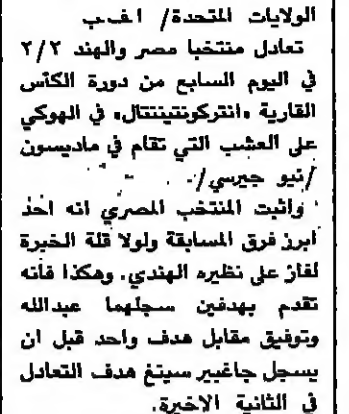 الولايات المتحدة/ ا ف ب
تعادل منتخبا مصر والهند ٢/٢
في اليوم السابع من دورة الكأس
القارية «انتركونتيننتال» في الهوكي
على العشب التي تقام في ماديسون
/نيو جيرسي/.
واثبت المنتخب المصري انه احد
ابرز فرق المسابقة ولولا قلة الخبرة
لفاز على نظيره الهندي. وهكذا فانه
تقدم بهدفين سجلهما عبدالله
وتوفيق مقابل هدف واحد قبل ان
يسجل جاغبير سينغ هدف التعادل
في الثانية الاخيرة.